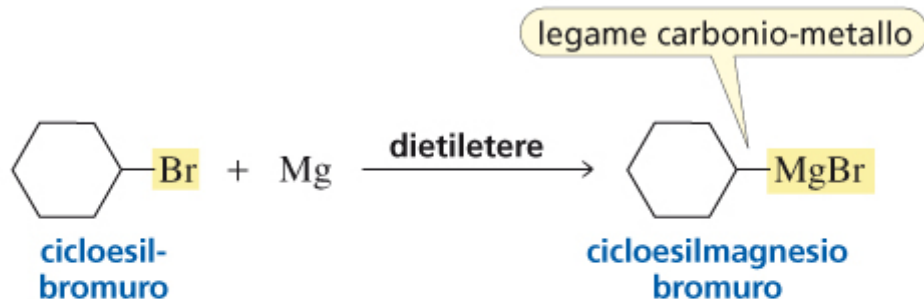 legame carbonio-metallo
Br + Mg dietiletere MgBr
cicloesil-
bromuro
cicloesilmagnesio
bromuro